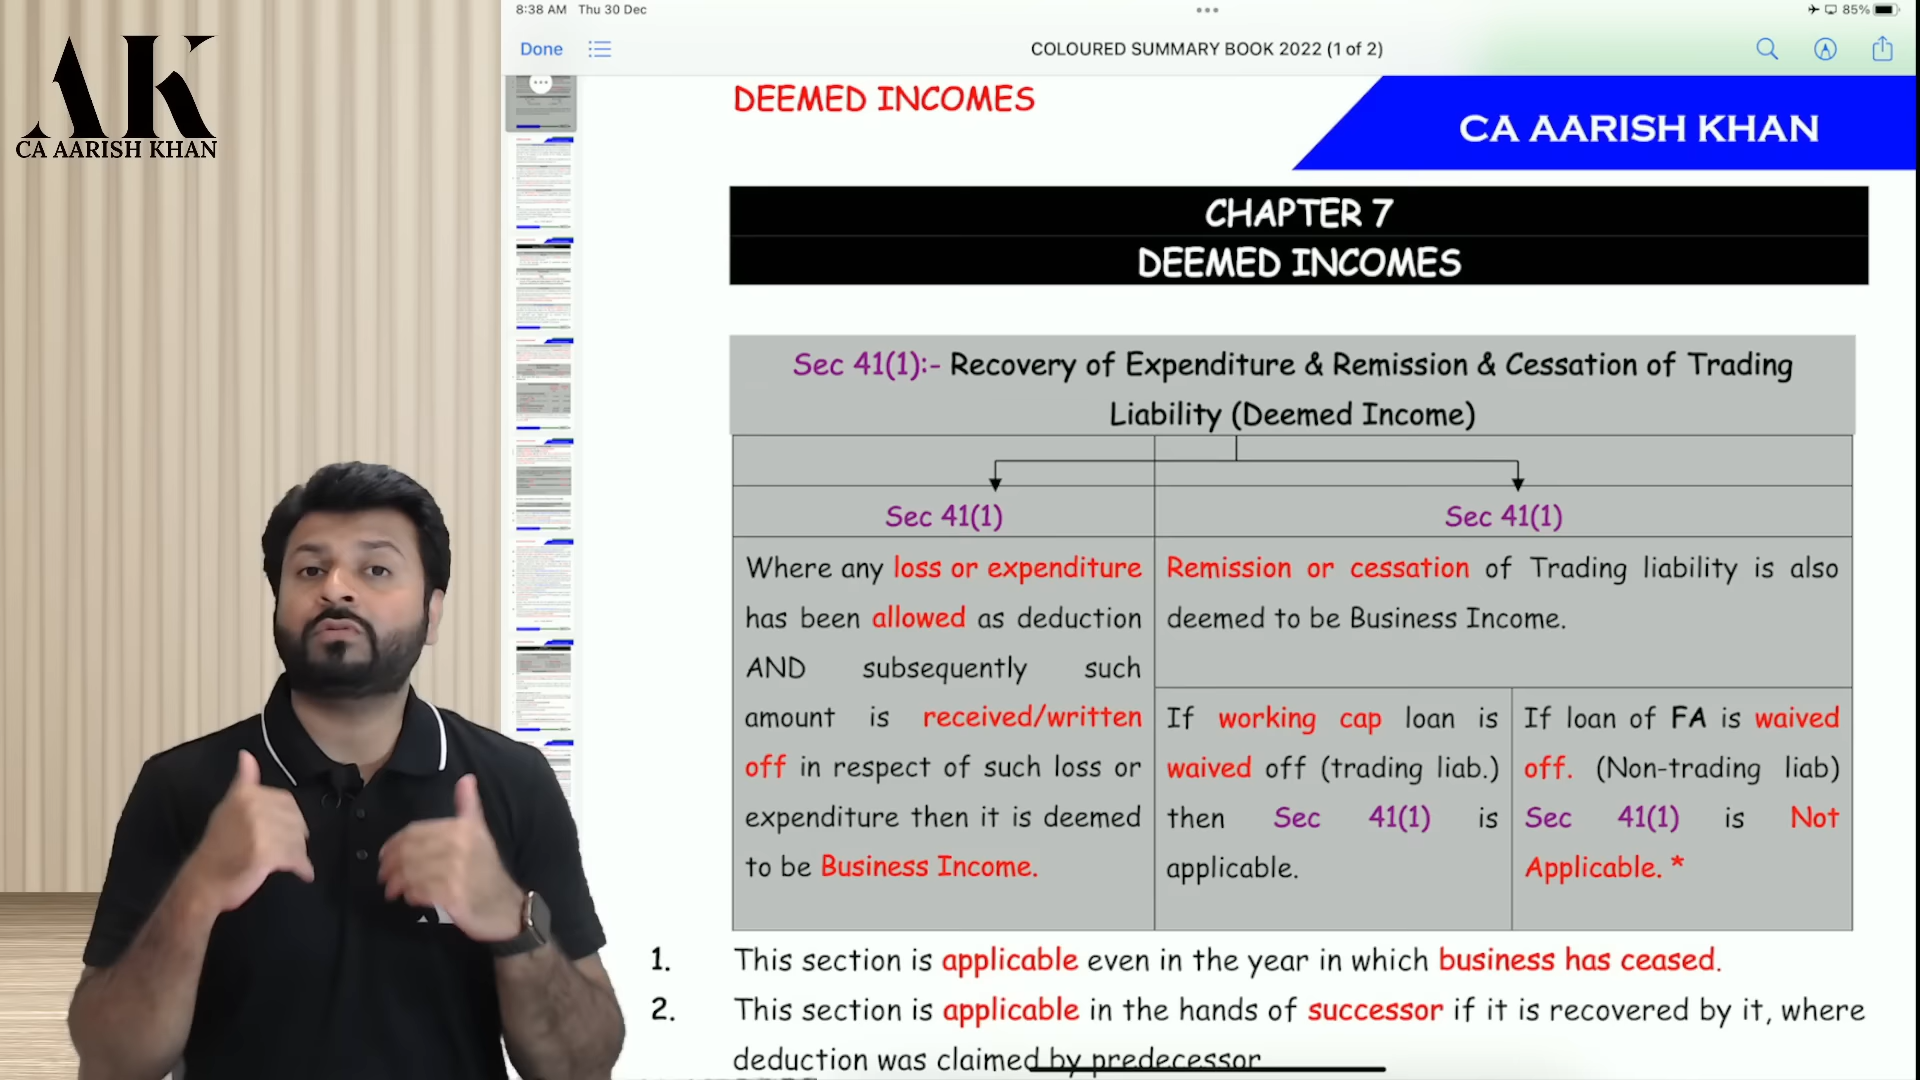 AK
CA AARISH KHAN
8:38 AM Thu 30 Dec
85%
Done
COLOURED SUMMARY BOOK 2022 (1 of 2)
DEEMED INCOMES
CA AARISH KHAN
CHAPTER 7
DEEMED INCOMES
Sec 41(1):- Recovery of Expenditure & Remission & Cessation of Trading
Liability (Deemed Income)
Sec 41(1)
Where any loss or expenditure
has been allowed as deduction
AND subsequently such
amount is received/written
off in respect of such loss or
expenditure then it is deemed
to be Business Income.
Sec 41(1)
Remission or cessation of Trading liability is also
deemed to be Business Income.
If working cap loan is
waived off (trading liab.)
then Sec 41(1) is
applicable.
If loan of FA is waived
off. (Non-trading liab)
Sec 41(1) is Not
Applicable. *
1. This section is applicable even in the year in which business has ceased.
2. This section is applicable in the hands of successor if it is recovered by it, where
deduction was claimed by predecessor